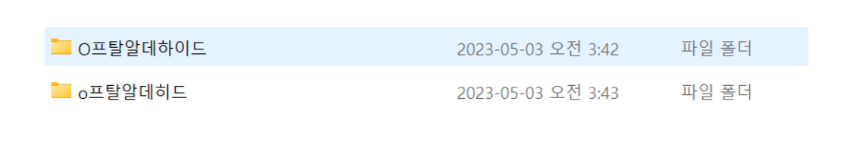 O프탈알데하이드 2023-05-03 오전 3:42 파일 폴더
o프탈알데히드 2023-05-03 오전 3:43 파일 폴더